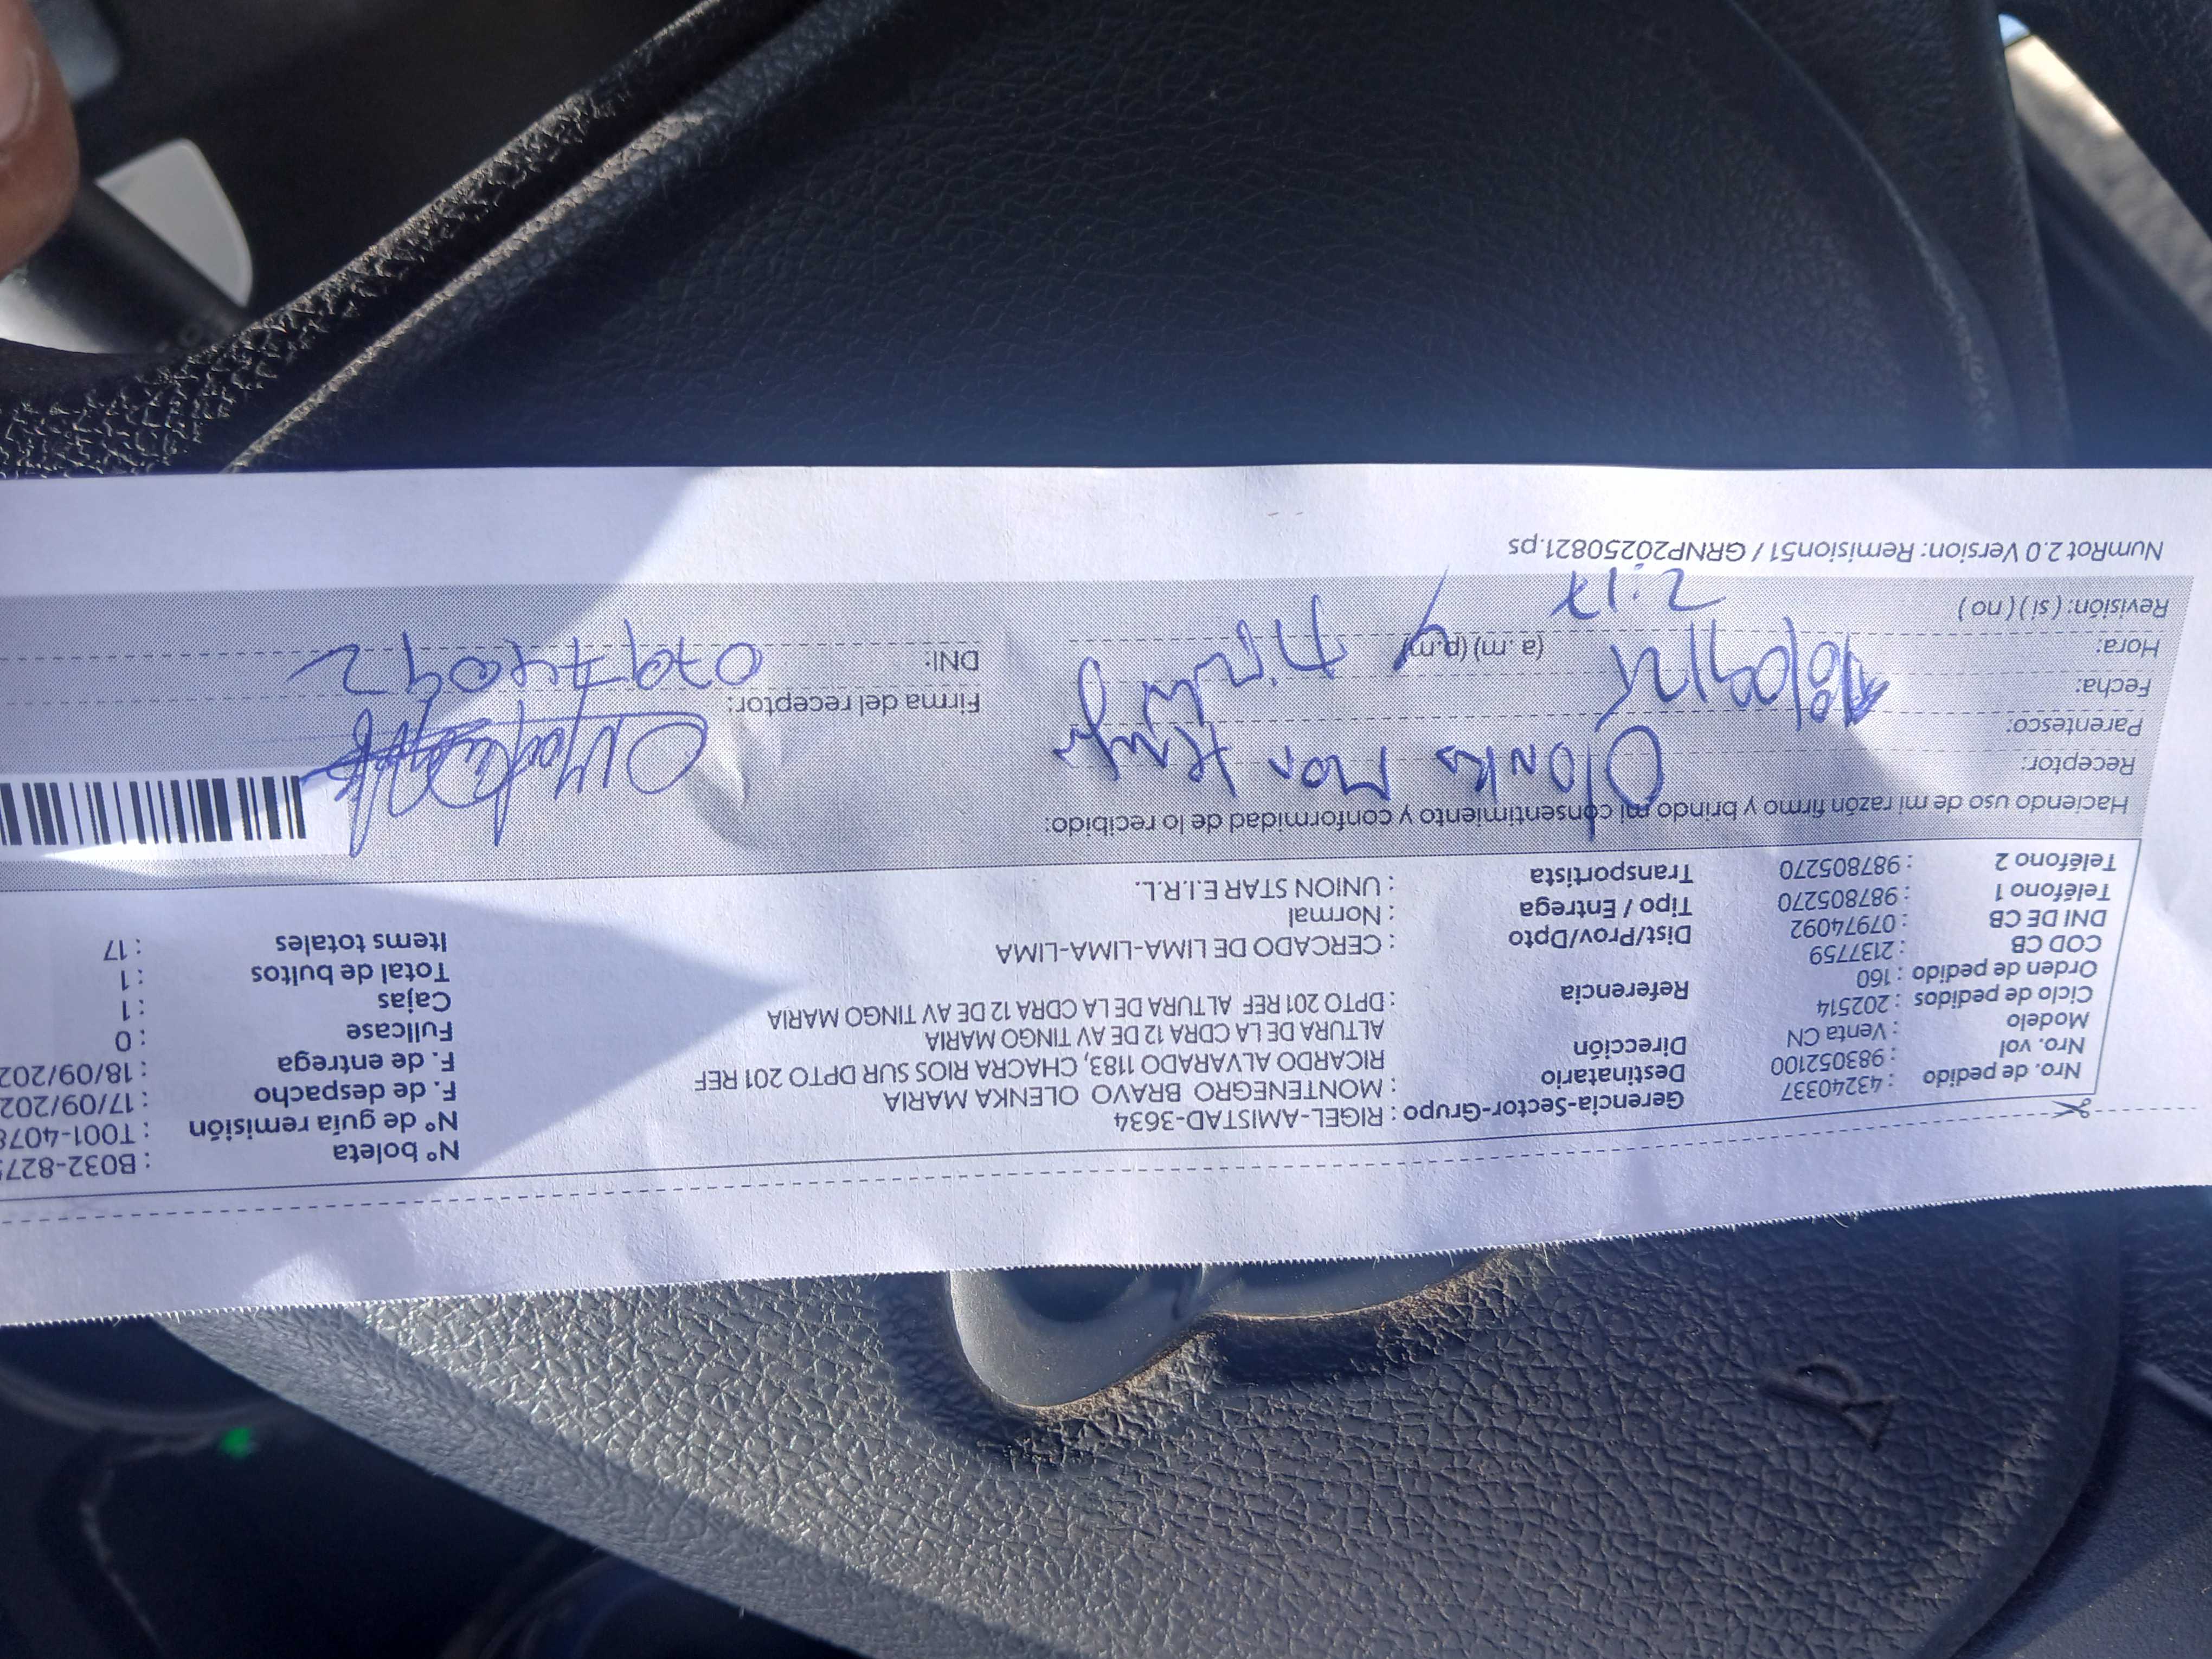 Nº boleta : B032-827
Nro. de pedido : 43240337 Gerencia-Sector-Grupo : RIGEL-AMISTAD-3634 Nº de guía remisión : T001-407
Nro. vol : 983052100 Destinatario : MONTENEGRO BRAVO OLENKA MARIA F. de despacho : 17/09/202
Modelo : Venta CN Dirección RICARDO ALVARADO 1183, CHACRA RIOS SUR DPTO 201 REF F. de entrega : 18/09/202
Ciclo de pedidos : 202514 ALTURA DE LA CDRA 12 DE AV TINGO MARIA Fullcase : 0
Orden de pedido : 160 Referencia : DPTO 201 REF ALTURA DE LA CDRA 12 DE AV TINGO MARIA Cajas : 1
COD CB : 2137759 Total de bultos : 1
DNI DE CB : 07974092 Dist/Prov/Dpto : CERCADO DE LIMA-LIMA-LIMA Items totales : 17
Teléfono 1 : 987805270 Tipo / Entrega : Normal
Teléfono 2 : 987805270 Transportista : UNION STAR E.I.R.L.
Haciendo uso de mi razón firmo y brindo mi consentimiento y conformidad de lo recibido:
Receptor: Olenka
Parentesco: Firma del receptor:
Fecha: 18/09/25
Hora: (a.m) (p.m) DNI: 07974092
Revisión: ( si ) ( no ) 2:17
NumRot 2.0 Version: Remision51 / GRNP20250821.ps